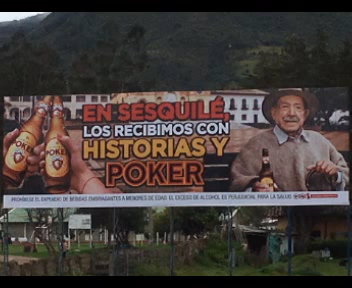 EN SESQUILÉ,
LOS RECIBIMOS CON
HISTORIAS Y
POKER
PROHÍBESE EL EXPENDIO DE BEBIDAS EMBRIAGANTES A MENORES DE EDAD. EL EXCESO DE ALCOHOL ES PERJUDICIAL PARA LA SALUD